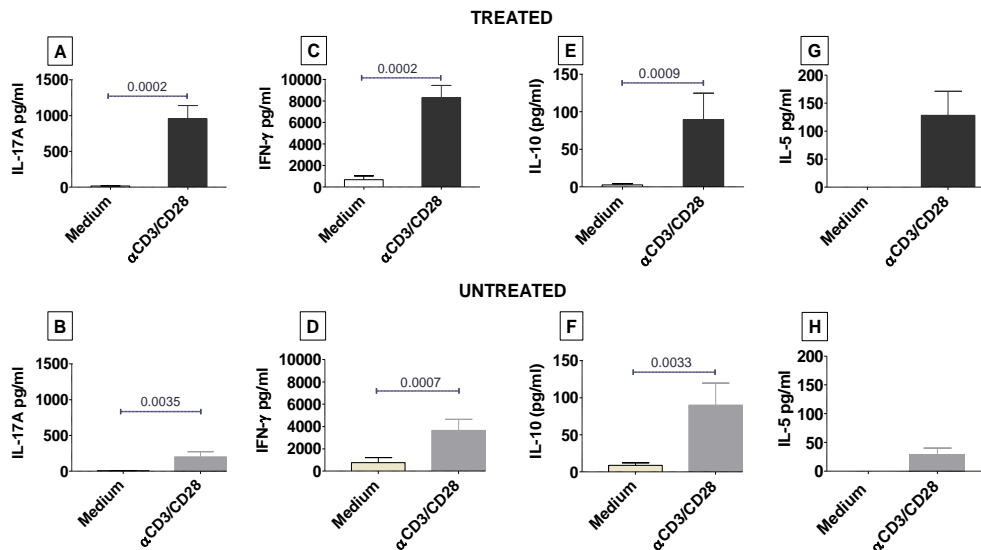 TREATED
A
IL-17A pg/ml
1500
1000
500
0
0.0002
Medium
αCD3/CD28
C
IFN-γ pg/ml
10000
8000
6000
4000
2000
0
0.0002
Medium
αCD3/CD28
E
IL-10 (pg/ml)
150
100
50
0
0.0009
Medium
αCD3/CD28
G
IL-5 pg/ml
200
150
100
50
0
Medium
αCD3/CD28
UNTREATED
B
IL-17A pg/ml
1500
1000
500
0
0.0035
Medium
αCD3/CD28
D
IFN-γ pg/ml
10000
8000
6000
4000
2000
0
0.0007
Medium
αCD3/CD28
F
IL-10 (pg/ml)
150
100
50
0
0.0033
Medium
αCD3/CD28
H
IL-5 pg/ml
200
150
100
50
0
Medium
αCD3/CD28